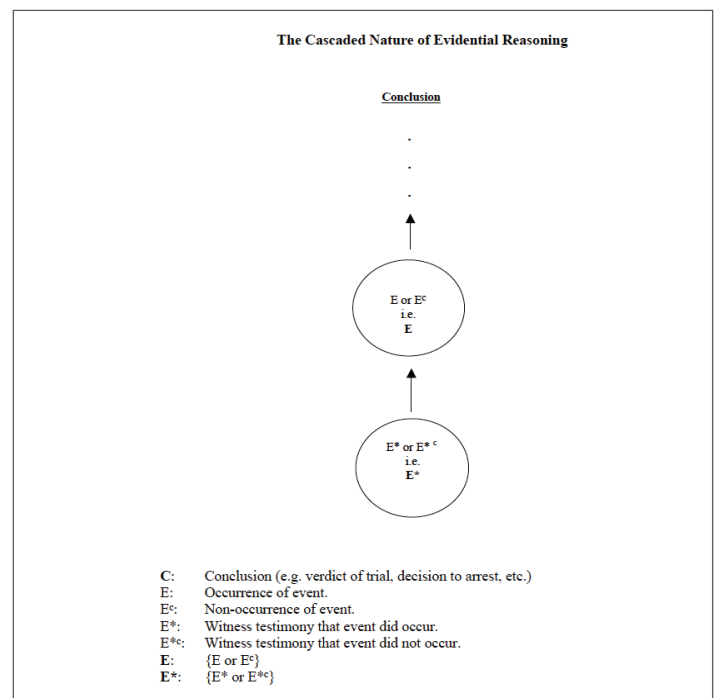 The Cascaded Nature of Evidential Reasoning
Conclusion
.
.
.
E or Eᶜ
i.e.
E
E* or E* ᶜ
i.e.
E*
C: Conclusion (e.g. verdict of trial, decision to arrest, etc.)
E: Occurrence of event.
Eᶜ: Non-occurrence of event.
E*: Witness testimony that event did occur.
E*ᶜ: Witness testimony that event did not occur.
E: {E or Eᶜ}
E*: {E* or E*ᶜ}